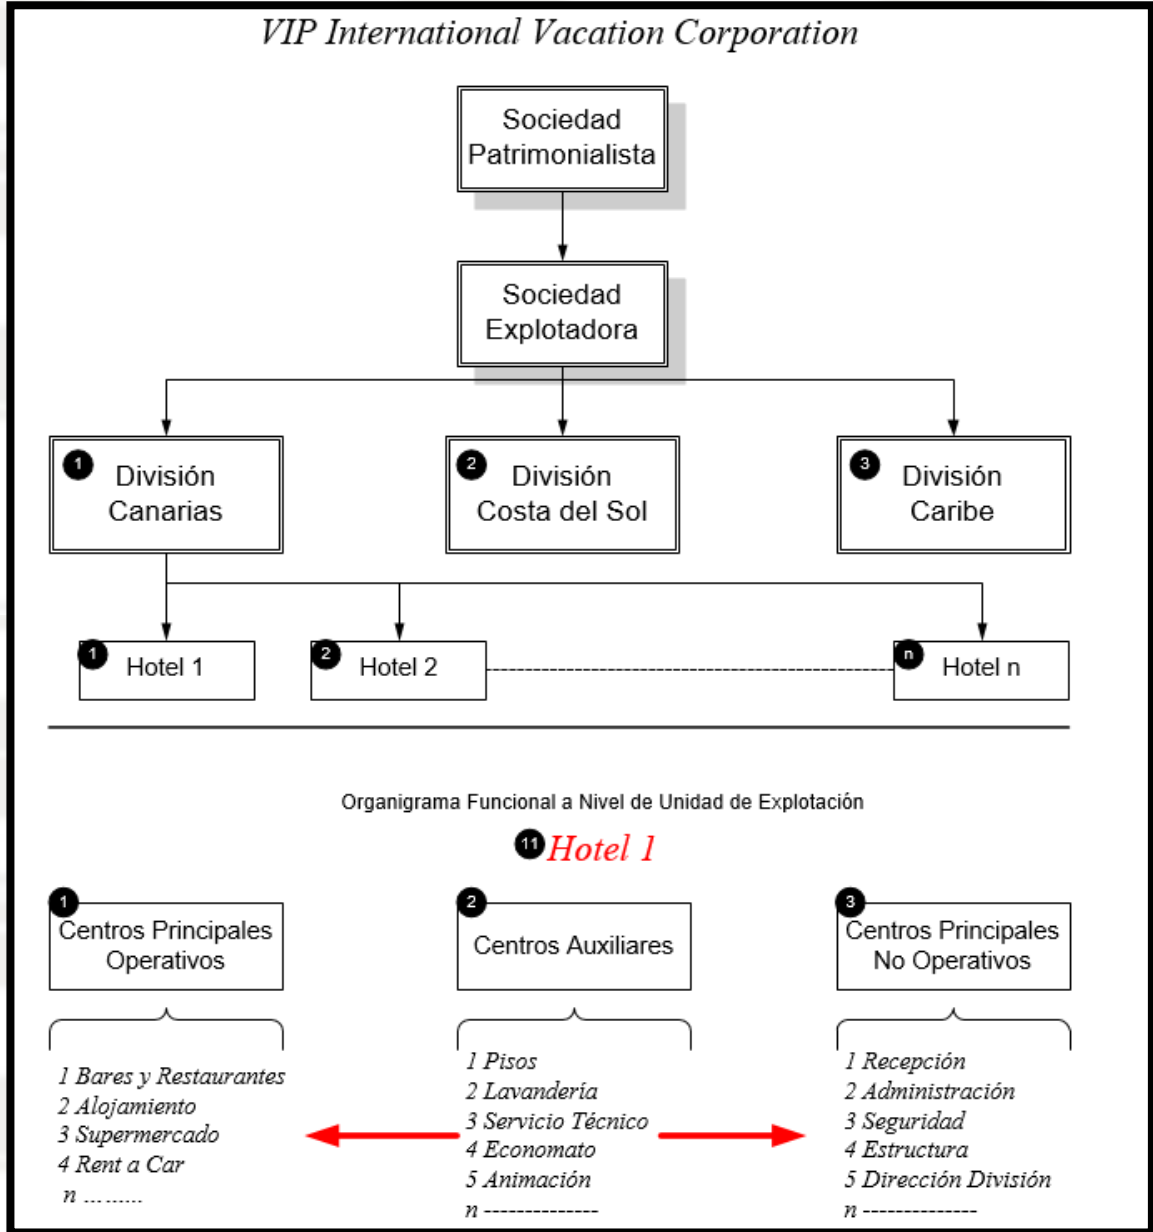 VIP International Vacation Corporation
Sociedad
Patrimonialista
Sociedad
Explotadora
1
División
Canarias
2
División
Costa del Sol
3
División
Caribe
1
Hotel 1
2
Hotel 2
n
Hotel n
Organigrama Funcional a Nivel de Unidad de Explotación
11 Hotel 1
1
Centros Principales
Operativos
2
Centros Auxiliares
3
Centros Principales
No Operativos
1 Bares y Restaurantes
2 Alojamiento
3 Supermercado
4 Rent a Car
n .........
1 Pisos
2 Lavandería
3 Servicio Técnico
4 Economato
5 Animación
n --------------
1 Recepción
2 Administración
3 Seguridad
4 Estructura
5 Dirección División
n --------------